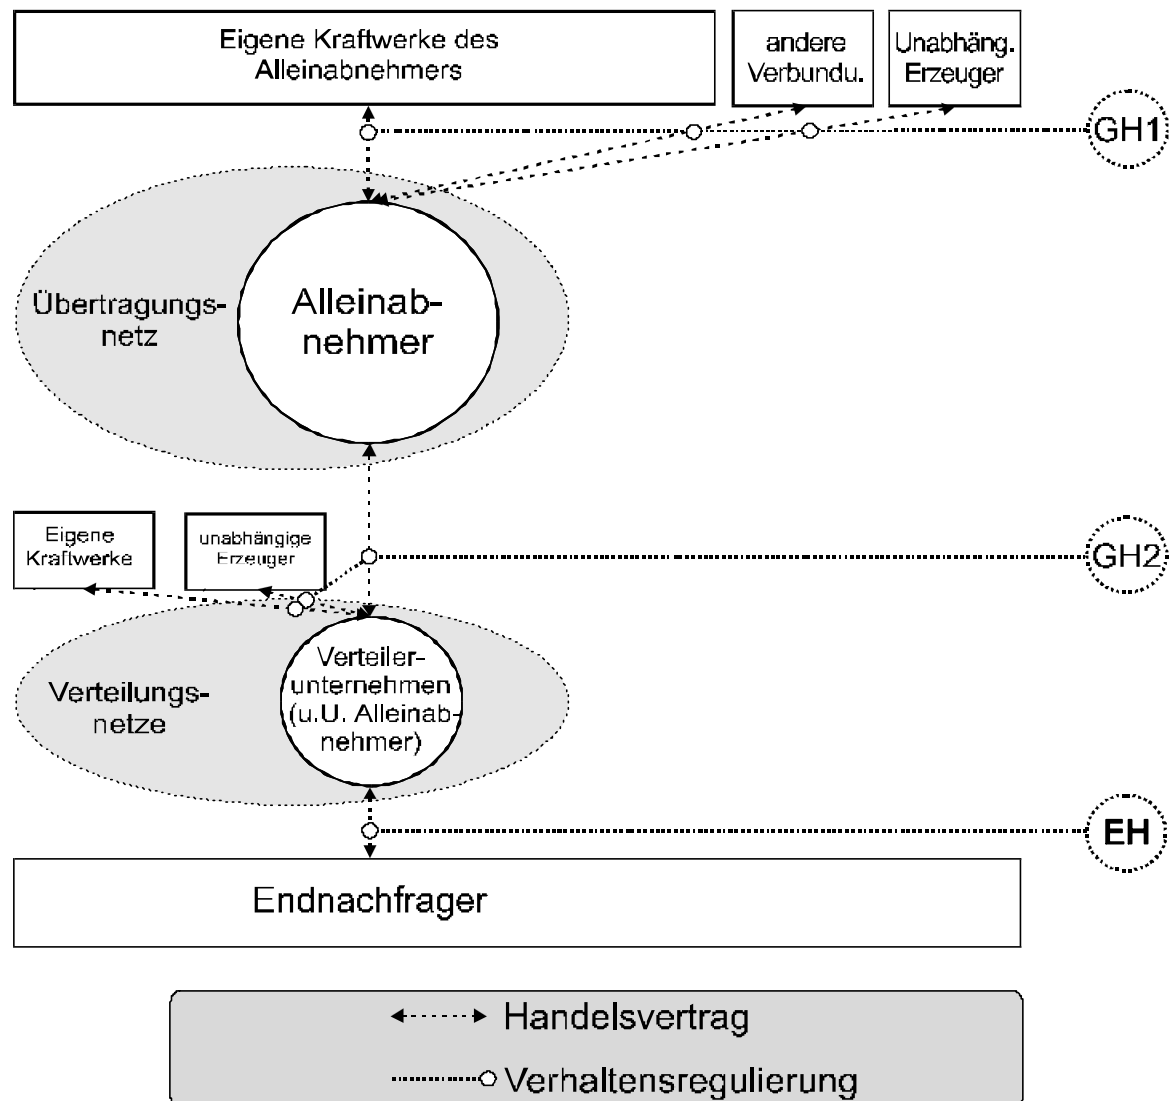 Eigene Kraftwerke des
Alleinabnehmers
andere
Verbundu.
Unabhäng.
Erzeuger
GH1
Übertragungs-
netz
Alleinab-
nehmer
Eigene
Kraftwerke
unabhängige
Erzeuger
GH2
Verteilungs-
netze
Verteiler-
unternehmen
(u.U. Alleinab-
nehmer)
EH
Endnachfrager
Handelsvertrag
Verhaltensregulierung